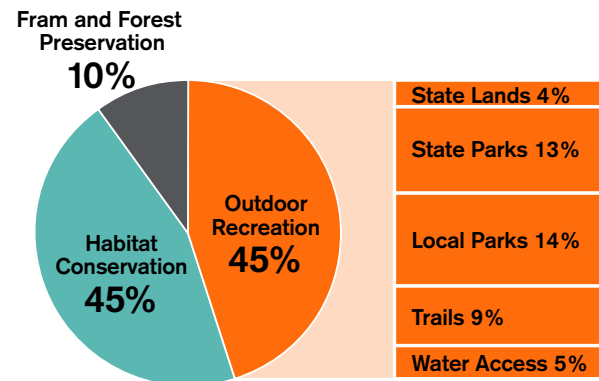 Fram and Forest
Preservation
10%
Outdoor
Recreation
45%
Habitat
Conservation
45%
State Lands 4%
State Parks 13%
Local Parks 14%
Trails 9%
Water Access 5%